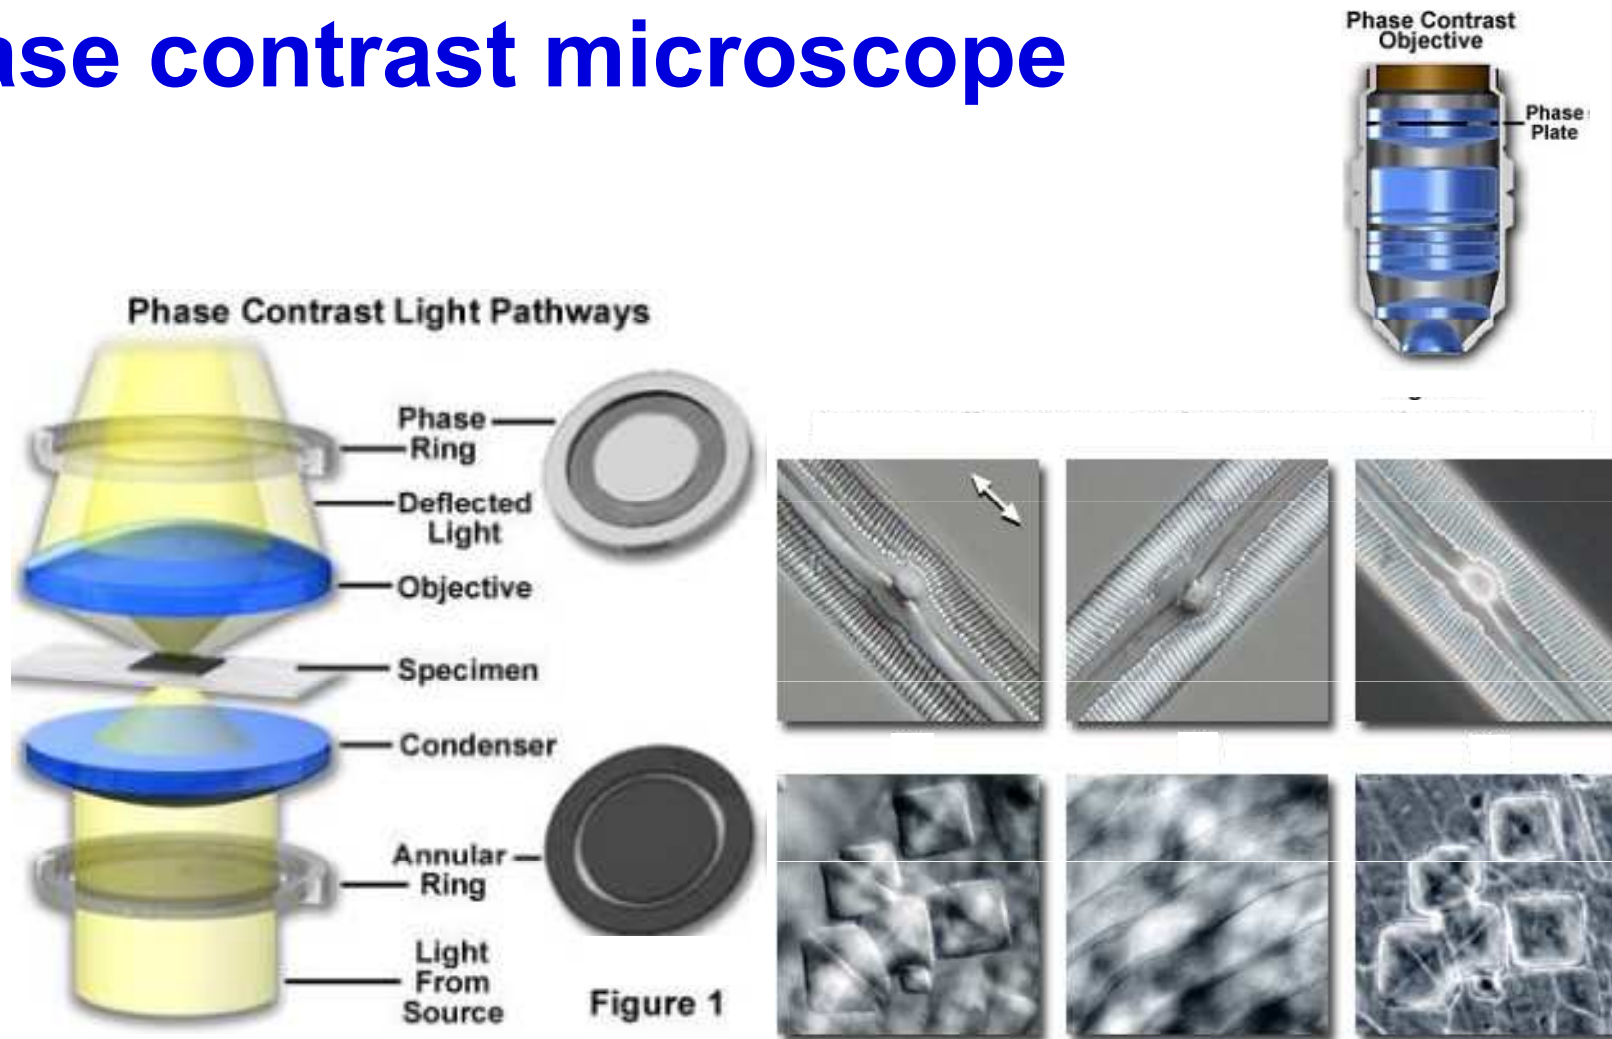 ase contrast microscope
Phase Contrast
Objective
Phase
Plate
Phase Contrast Light Pathways
Phase
Ring
Deflected
Light
Objective
Specimen
Condenser
Annular
Ring
Light
From
Source
Figure 1